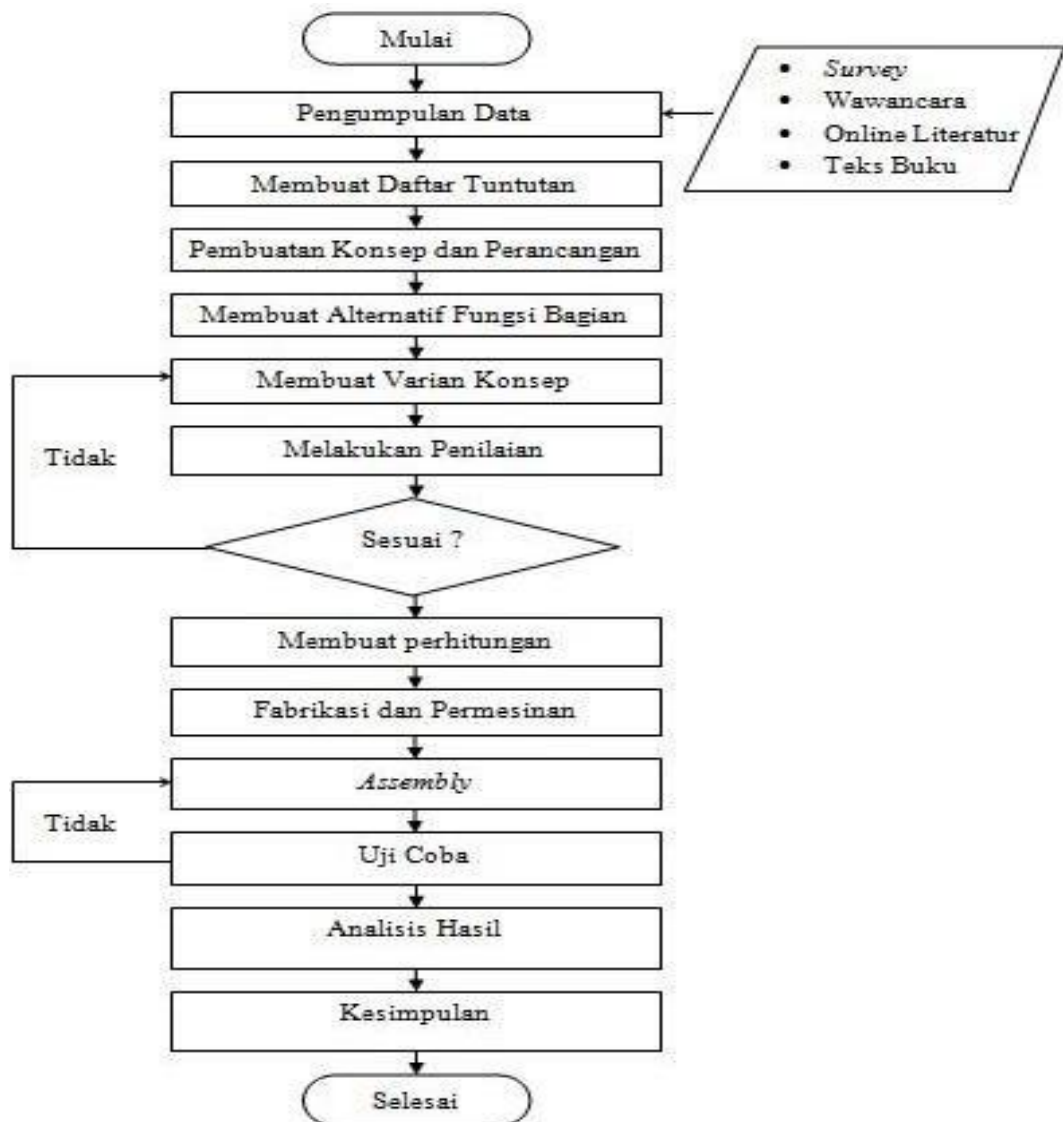 Mulai
Pengumpulan Data
• Survey
• Wawancara
• Online Literatur
• Teks Buku
Membuat Daftar Tuntutan
Pembuatan Konsep dan Perancangan
Membuat Alternatif Fungsi Bagian
Membuat Varian Konsep
Tidak
Melakukan Penilaian
Sesuai ?
Membuat perhitungan
Fabrikasi dan Permesinan
Assembly
Tidak
Uji Coba
Analisis Hasil
Kesimpulan
Selesai